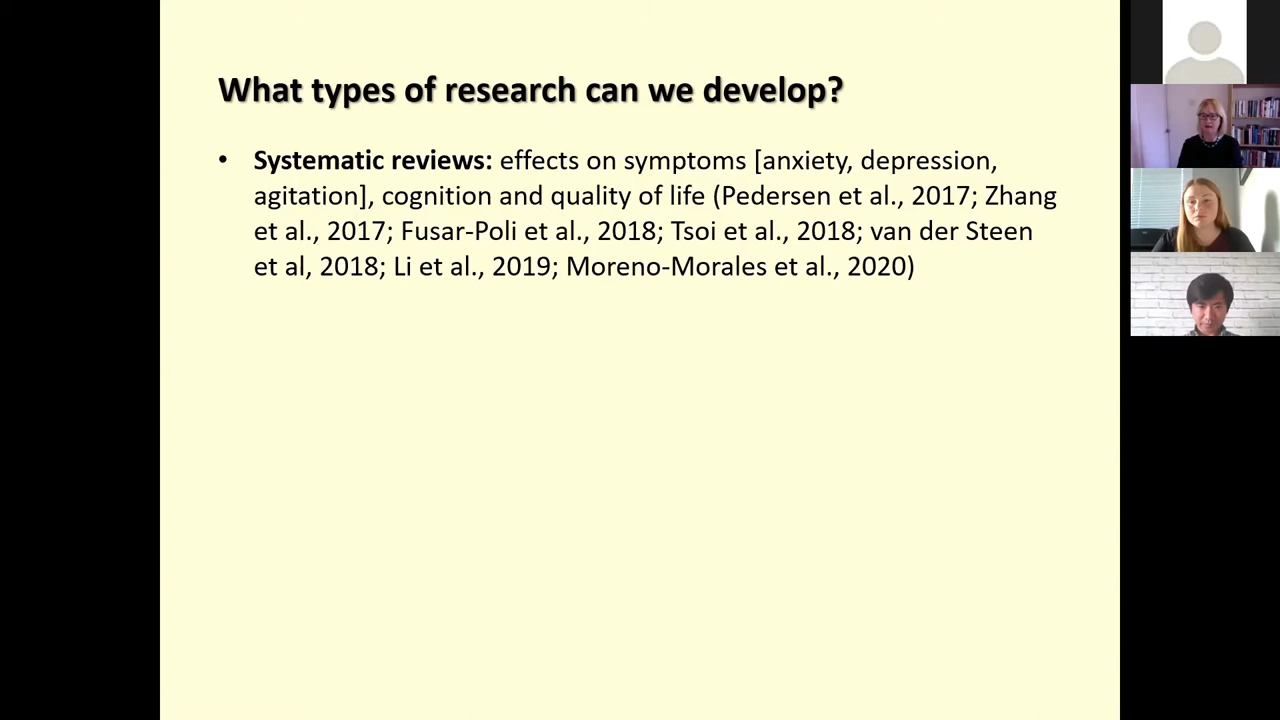 What types of research can we develop?
• Systematic reviews: effects on symptoms [anxiety, depression,
agitation], cognition and quality of life (Pedersen et al., 2017; Zhang
et al., 2017; Fusar-Poli et al., 2018; Tsoi et al., 2018; van der Steen
et al, 2018; Li et al., 2019; Moreno-Morales et al., 2020)